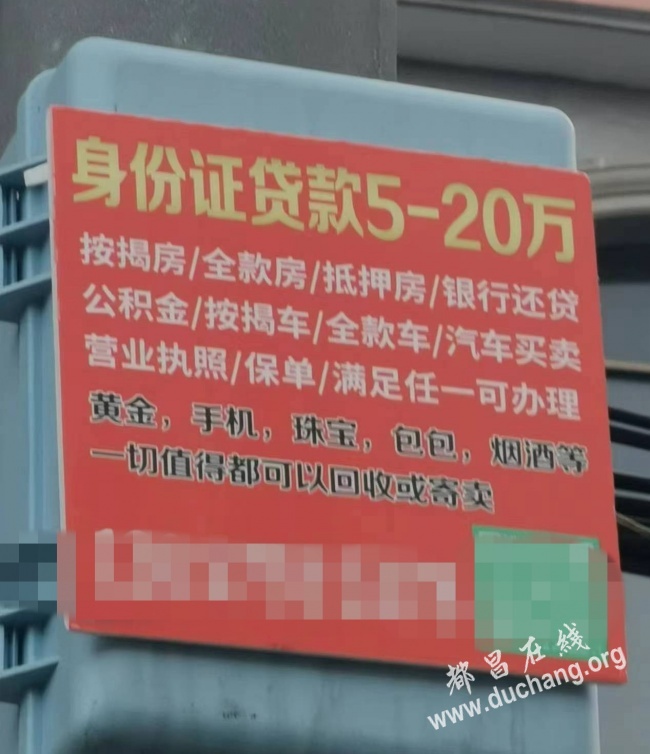 身份证贷款5-20万
按揭房/全款房/抵押房/银行还贷
公积金/按揭车/全款车/汽车买卖
营业执照/保单/满足任一可办理
黄金，手机，珠宝，包包，烟酒等
一切值得都可以回收或寄卖
都昌在线
www.duchang.org